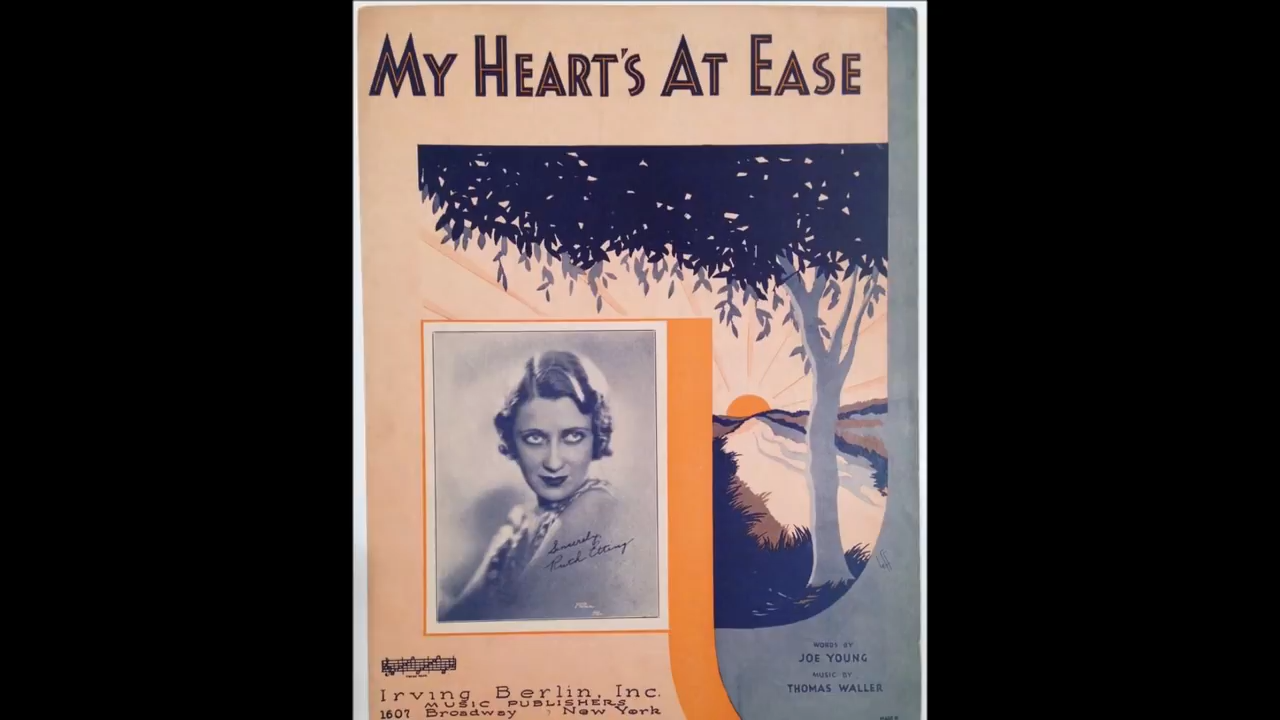 MY HEART'S AT EASE
Sincerely,
Ruth Etting
WORDS BY
JOE YOUNG
MUSIC BY
THOMAS WALLER
Irving Berlin, Inc.
MUSIC PUBLISHERS
1607 Broadway New York